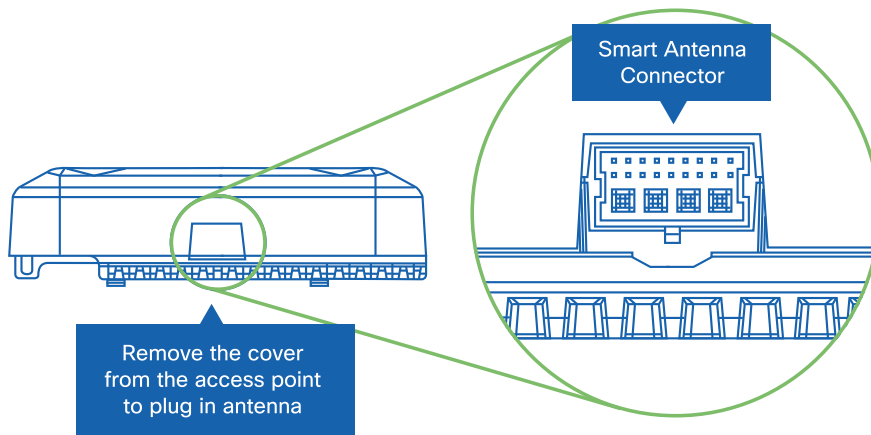 Smart Antenna
Connector
Remove the cover
from the access point
to plug in antenna